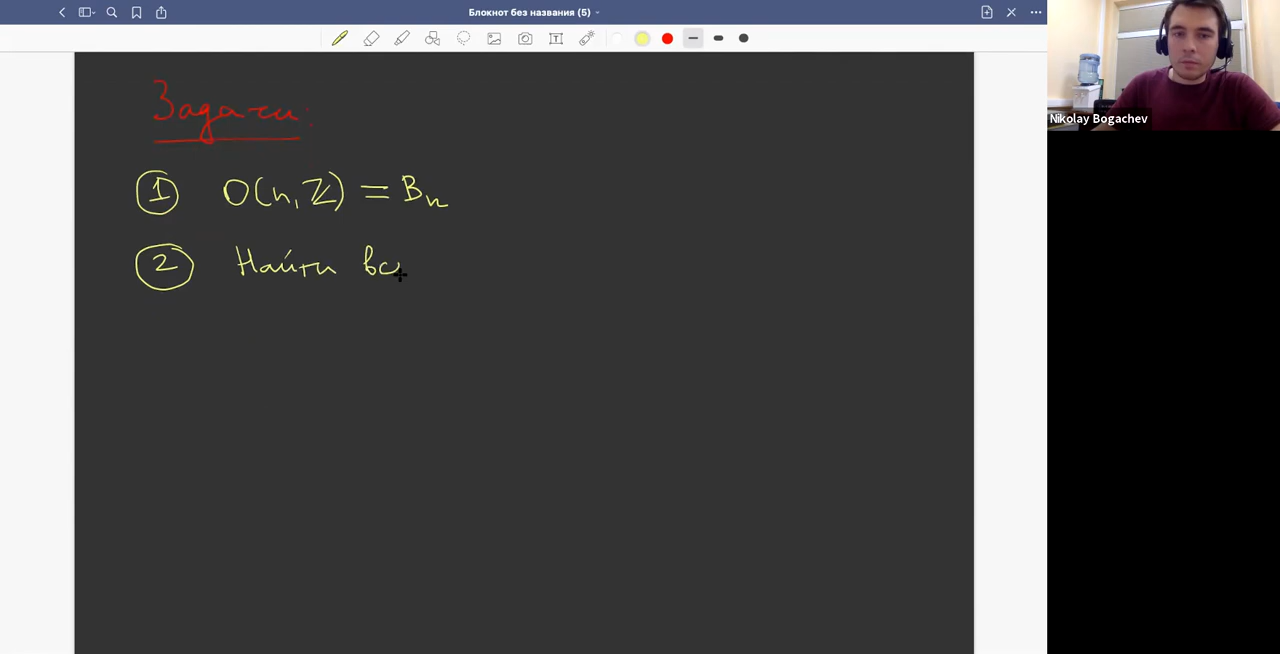 Блокнот без названия (5)
Nikolay Bogachev
Задачи:
1 O(n, ℤ) = Bₙ
2 Найти вс